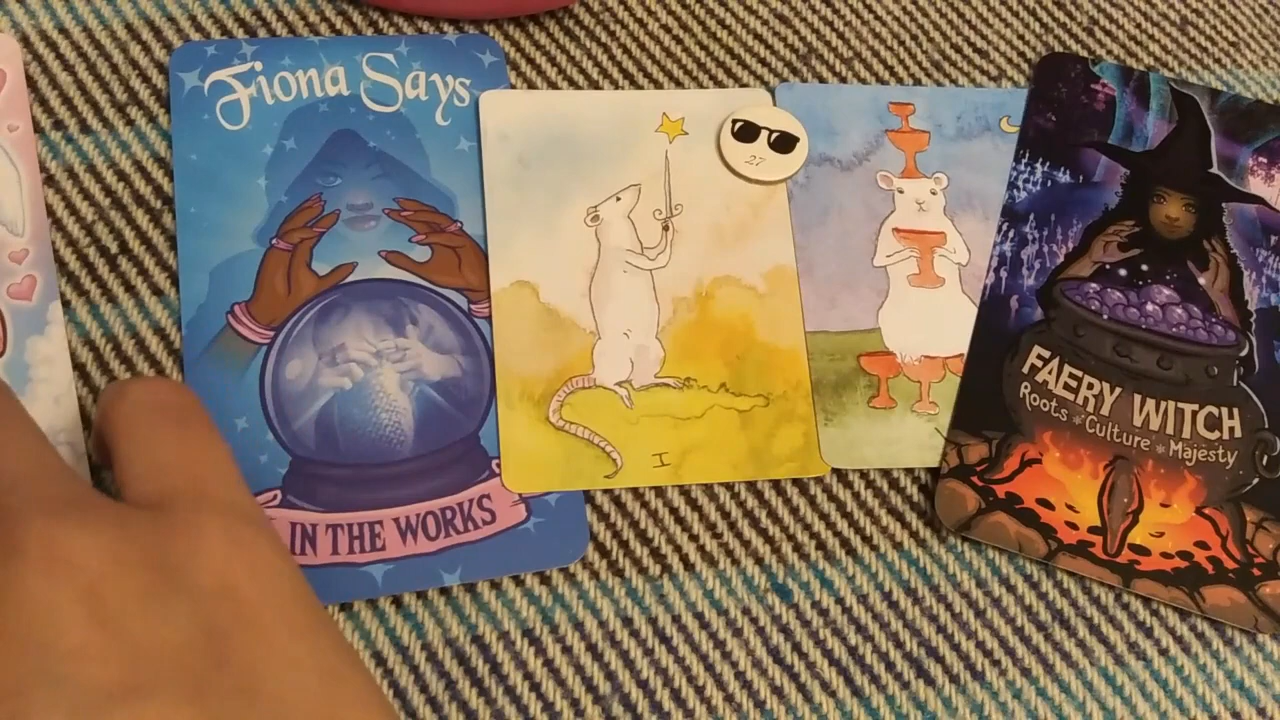 Fiona Says
IN THE WORKS
I
27
FAERY WITCH
Roots * Culture * Majesty